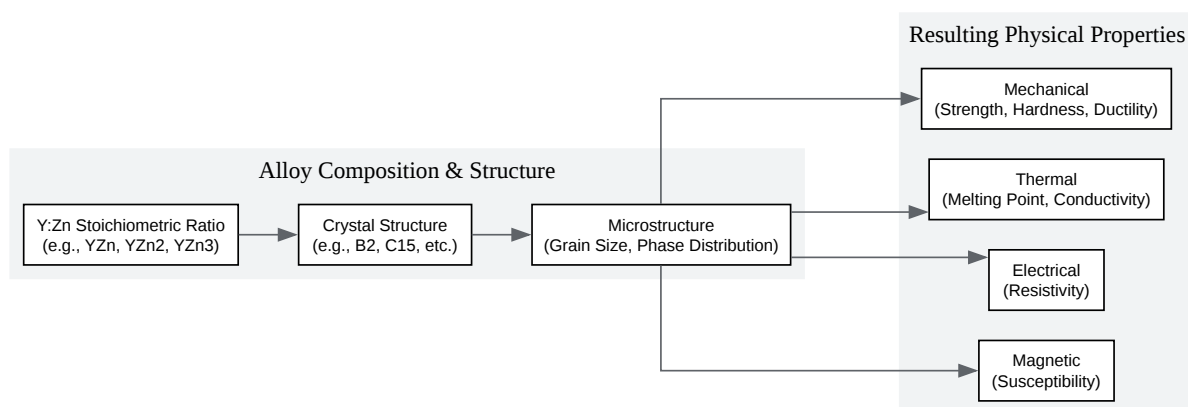 Resulting Physical Properties
Mechanical
(Strength, Hardness, Ductility)
Alloy Composition & Structure
Thermal
(Melting Point, Conductivity)
Y:Zn Stoichiometric Ratio
(e.g., YZn, YZn2, YZn3)
Crystal Structure
(e.g., B2, C15, etc.)
Microstructure
(Grain Size, Phase Distribution)
Electrical
(Resistivity)
Magnetic
(Susceptibility)